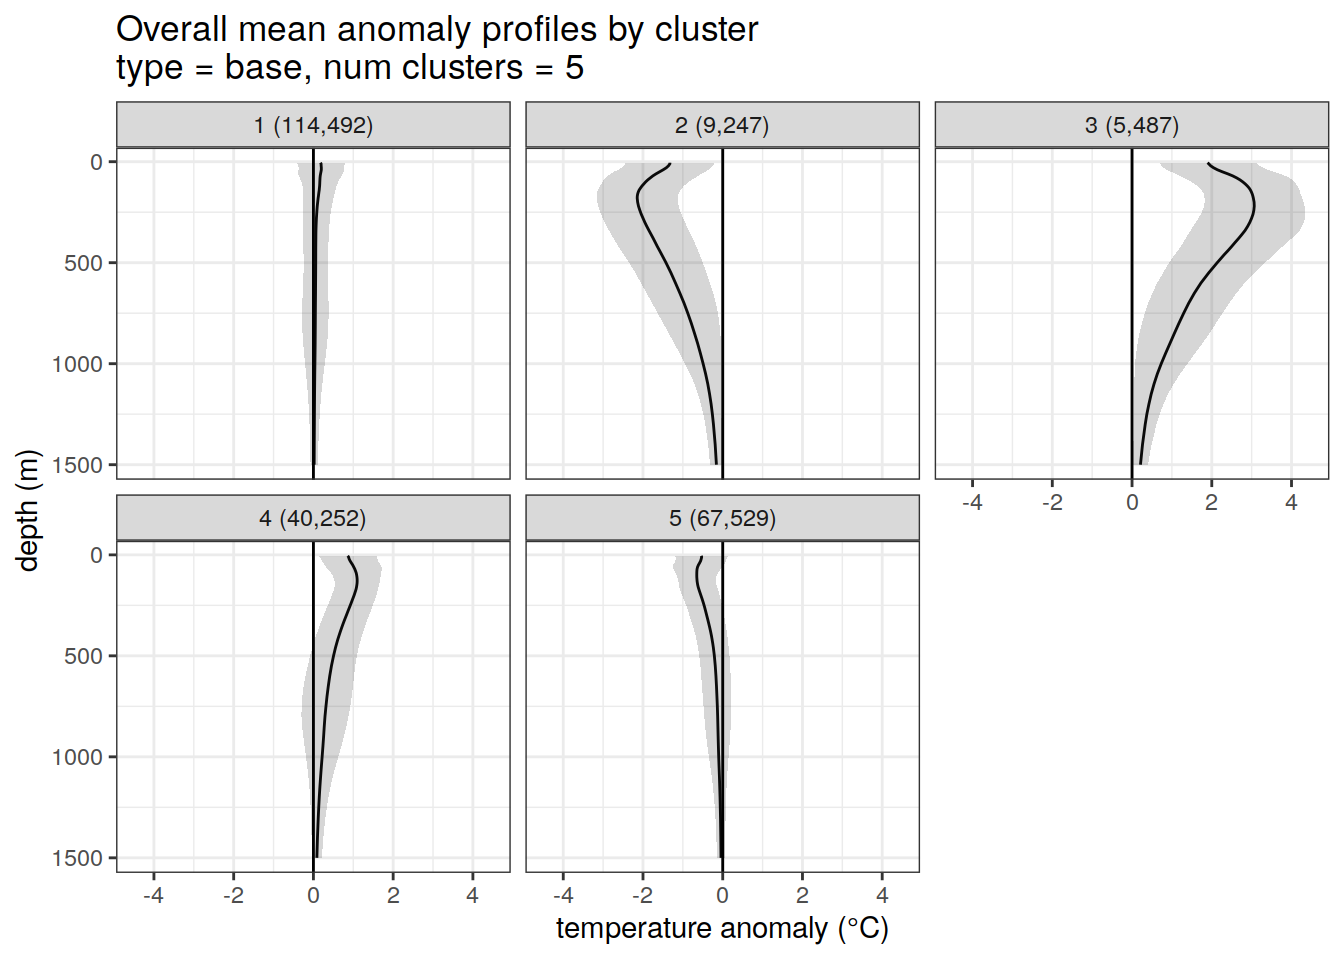 Overall mean anomaly profiles by cluster
type = base, num clusters = 5
1 (114,492)
2 (9,247)
3 (5,487)
0
500
1000
1500
-4 -2 0 2 4
4 (40,252)
5 (67,529)
0
500
1000
1500
-4 -2 0 2 4
-4 -2 0 2 4
depth (m)
temperature anomaly (°C)